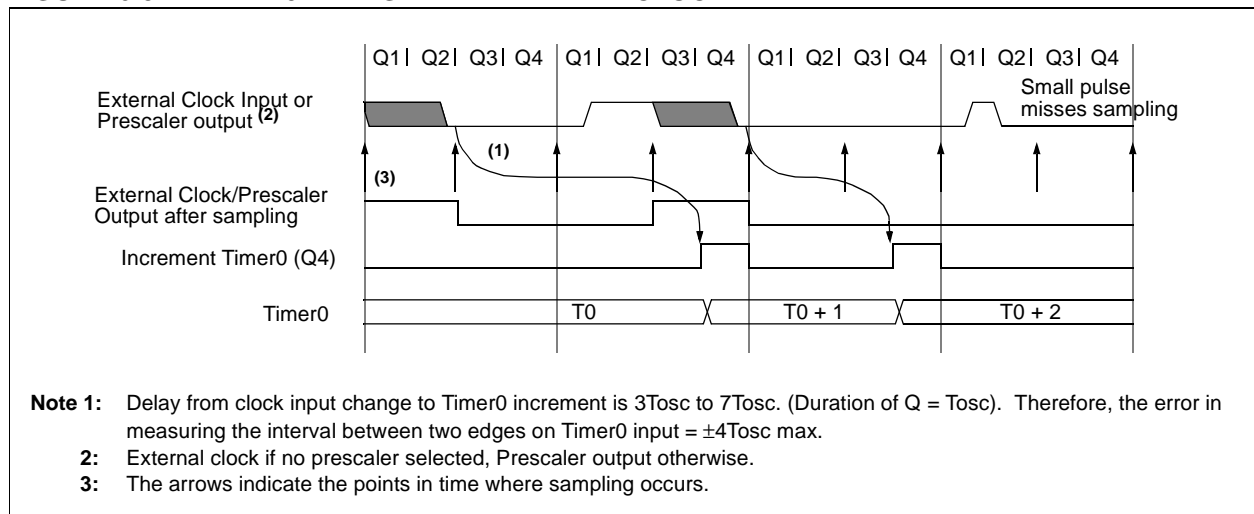 Q1 Q2 Q3 Q4 Q1 Q2 Q3 Q4 Q1 Q2 Q3 Q4 Q1 Q2 Q3 Q4
External Clock Input or
Prescaler output (2)
Small pulse
misses sampling
(1)
(3)
External Clock/Prescaler
Output after sampling
Increment Timer0 (Q4)
Timer0
T0
T0 + 1
T0 + 2
Note 1: Delay from clock input change to Timer0 increment is 3Tosc to 7Tosc. (Duration of Q = Tosc). Therefore, the error in
measuring the interval between two edges on Timer0 input = ±4Tosc max.
2: External clock if no prescaler selected, Prescaler output otherwise.
3: The arrows indicate the points in time where sampling occurs.